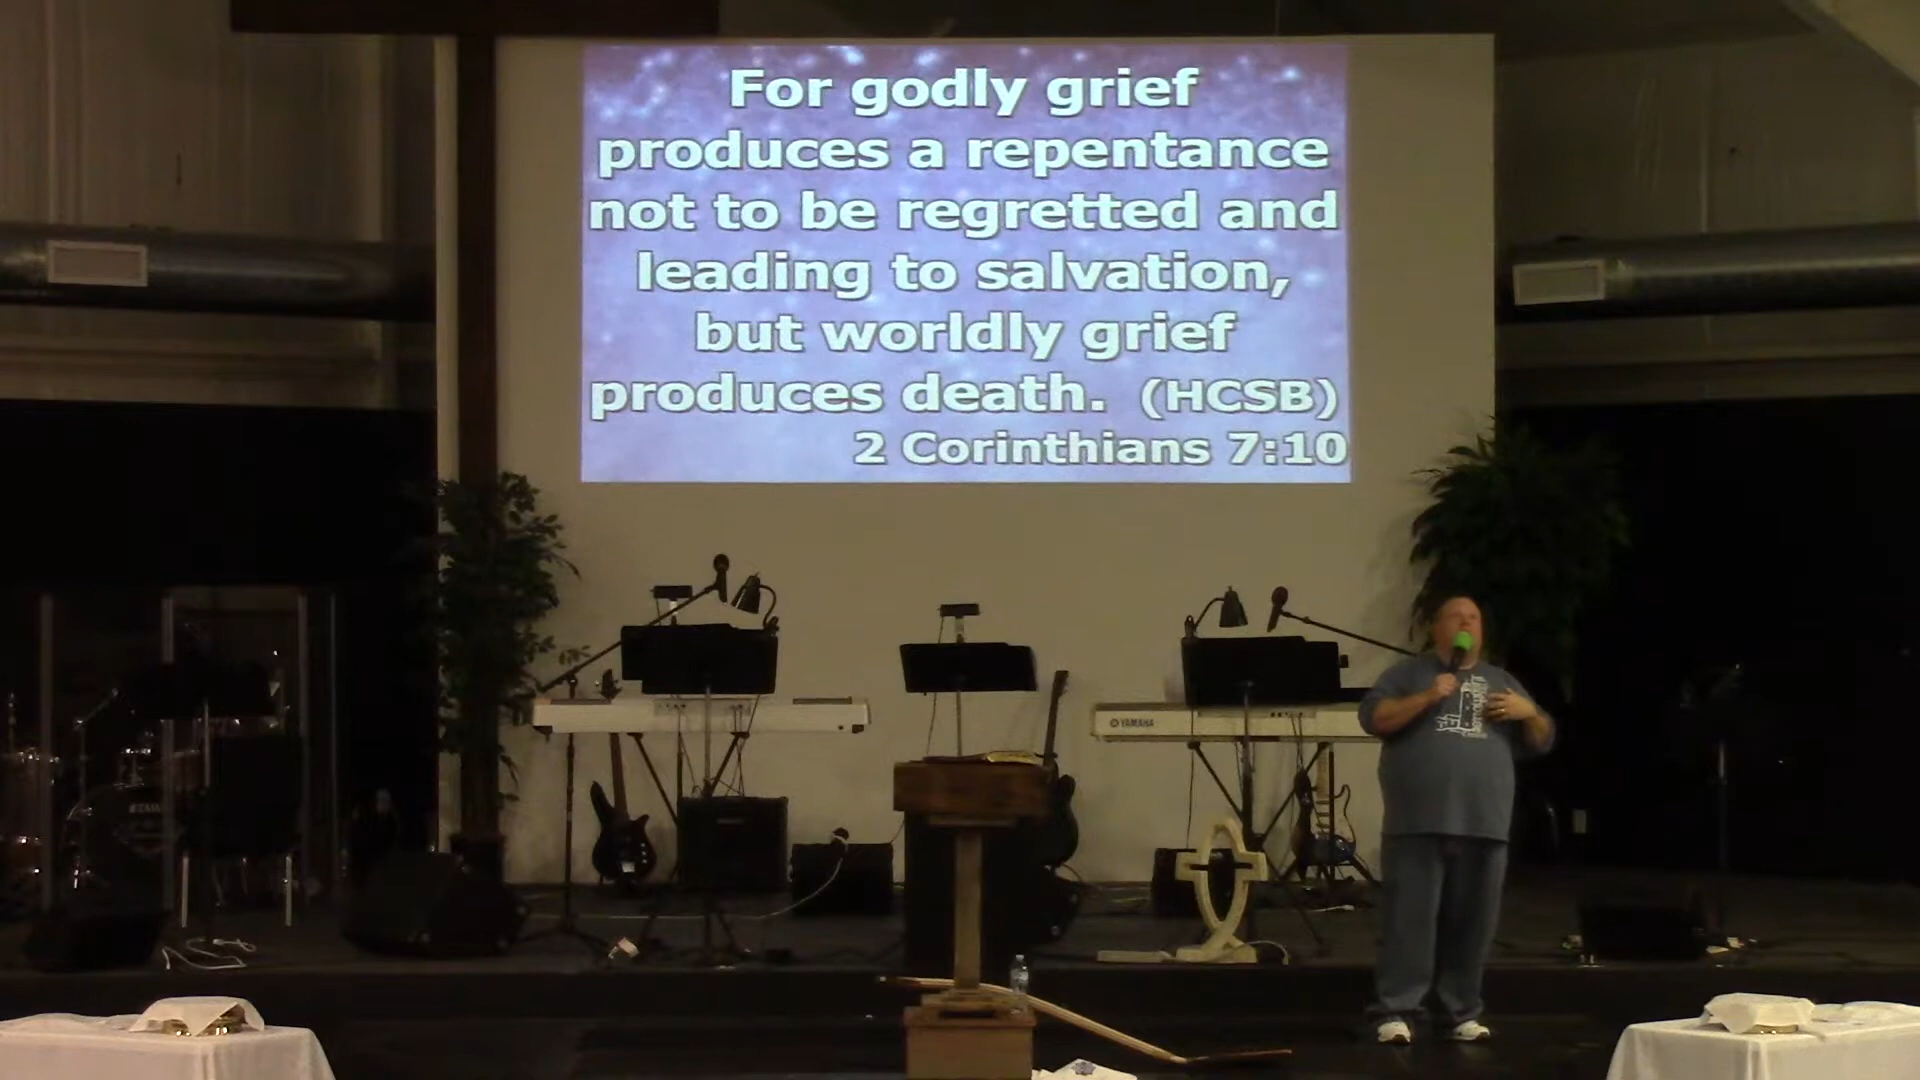 For godly grief
produces a repentance
not to be regretted and
leading to salvation,
but worldly grief
produces death. (HCSB)
2 Corinthians 7:10
YAMAHA
TAMA